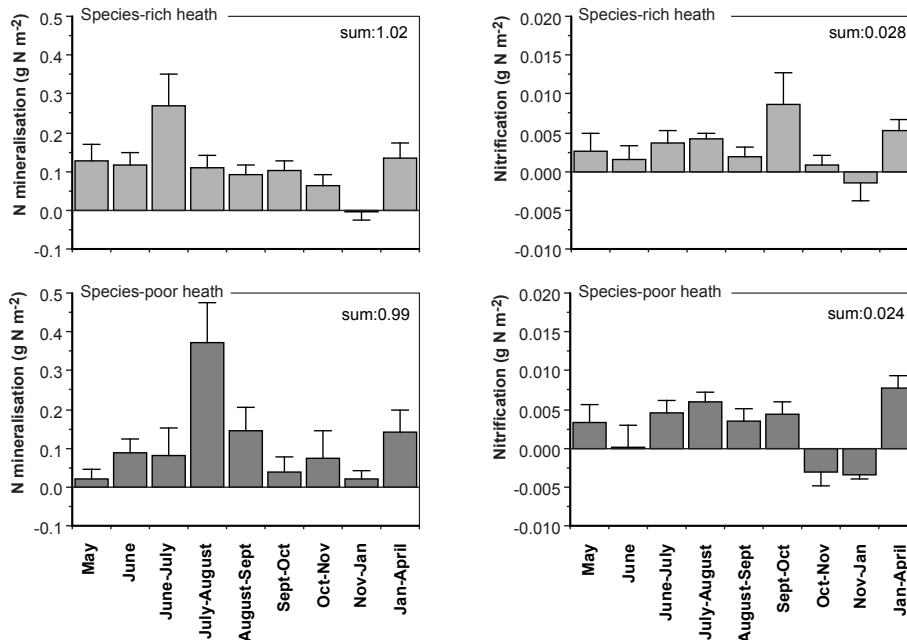 Species-rich heath
sum:1.02
N mineralisation (g N m-2)
0.5
0.4
0.3
0.2
0.1
0.0
-0.1
Species-rich heath
sum:0.028
Nitrification (g N m-2)
0.020
0.015
0.010
0.005
0.000
-0.005
-0.010
Species-poor heath
sum:0.99
N mineralisation (g N m-2)
0.5
0.4
0.3
0.2
0.1
0.0
-0.1
May
June
June-July
July-August
August-Sept
Sept-Oct
Oct-Nov
Nov-Jan
Jan-April
Species-poor heath
sum:0.024
Nitrification (g N m-2)
0.020
0.015
0.010
0.005
0.000
-0.005
-0.010
May
June
June-July
July-August
August-Sept
Sept-Oct
Oct-Nov
Nov-Jan
Jan-April